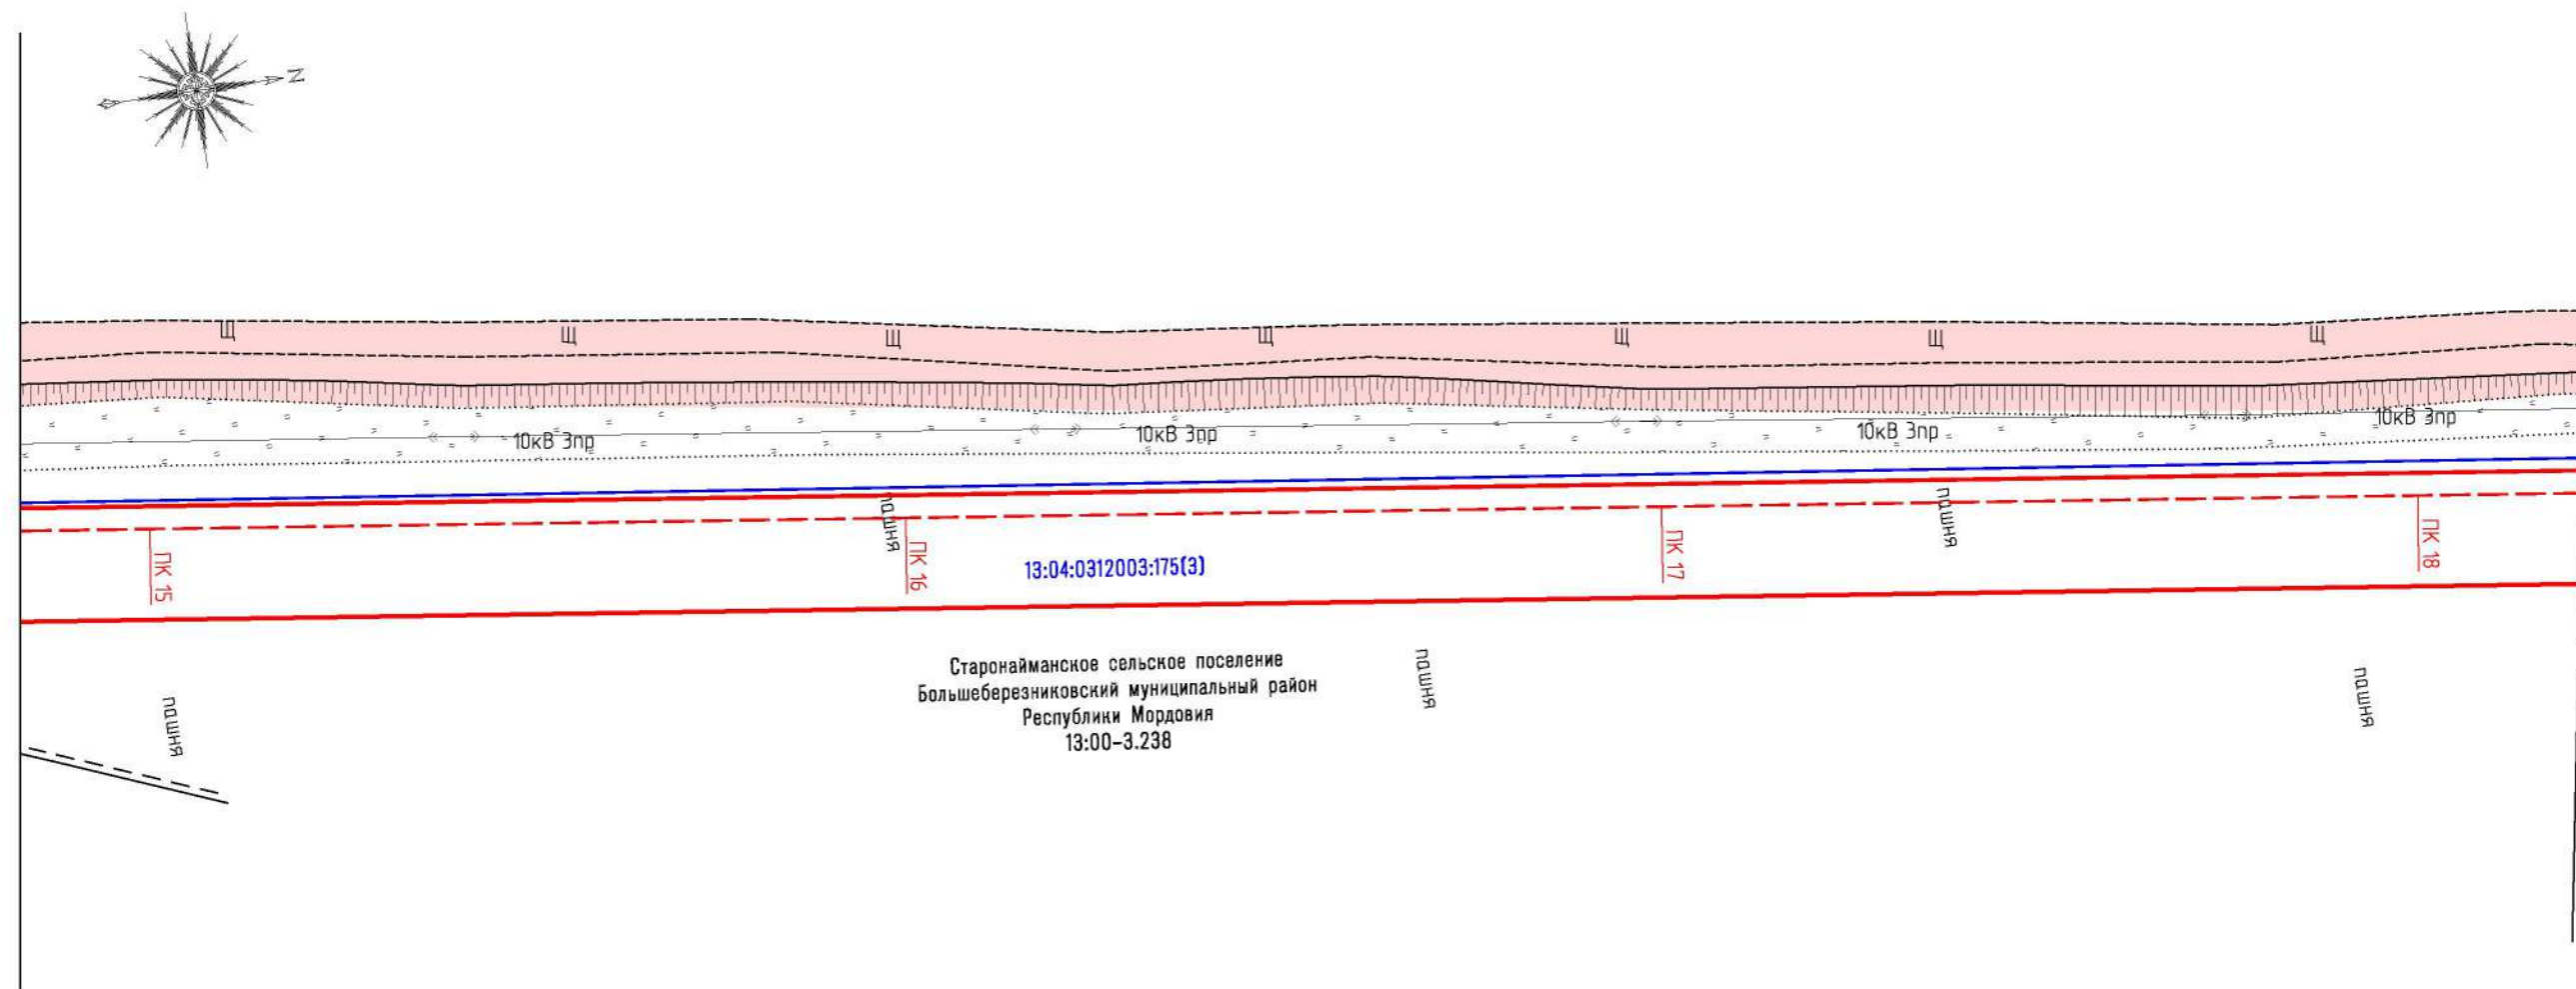 N
Щ
Щ
Щ
Щ
Щ
Щ
Щ
10кВ 3пр
10кВ 3пр
10кВ 3пр
10кВ 3пр
пашня
пашня
ПК 15
ПК 16
ПК 17
ПК 18
13:04:0312003:175(3)
Старонайманское сельское поселение
Большеберезниковский муниципальный район
Республики Мордовия
13:00-3.238
пашня
пашня
пашня